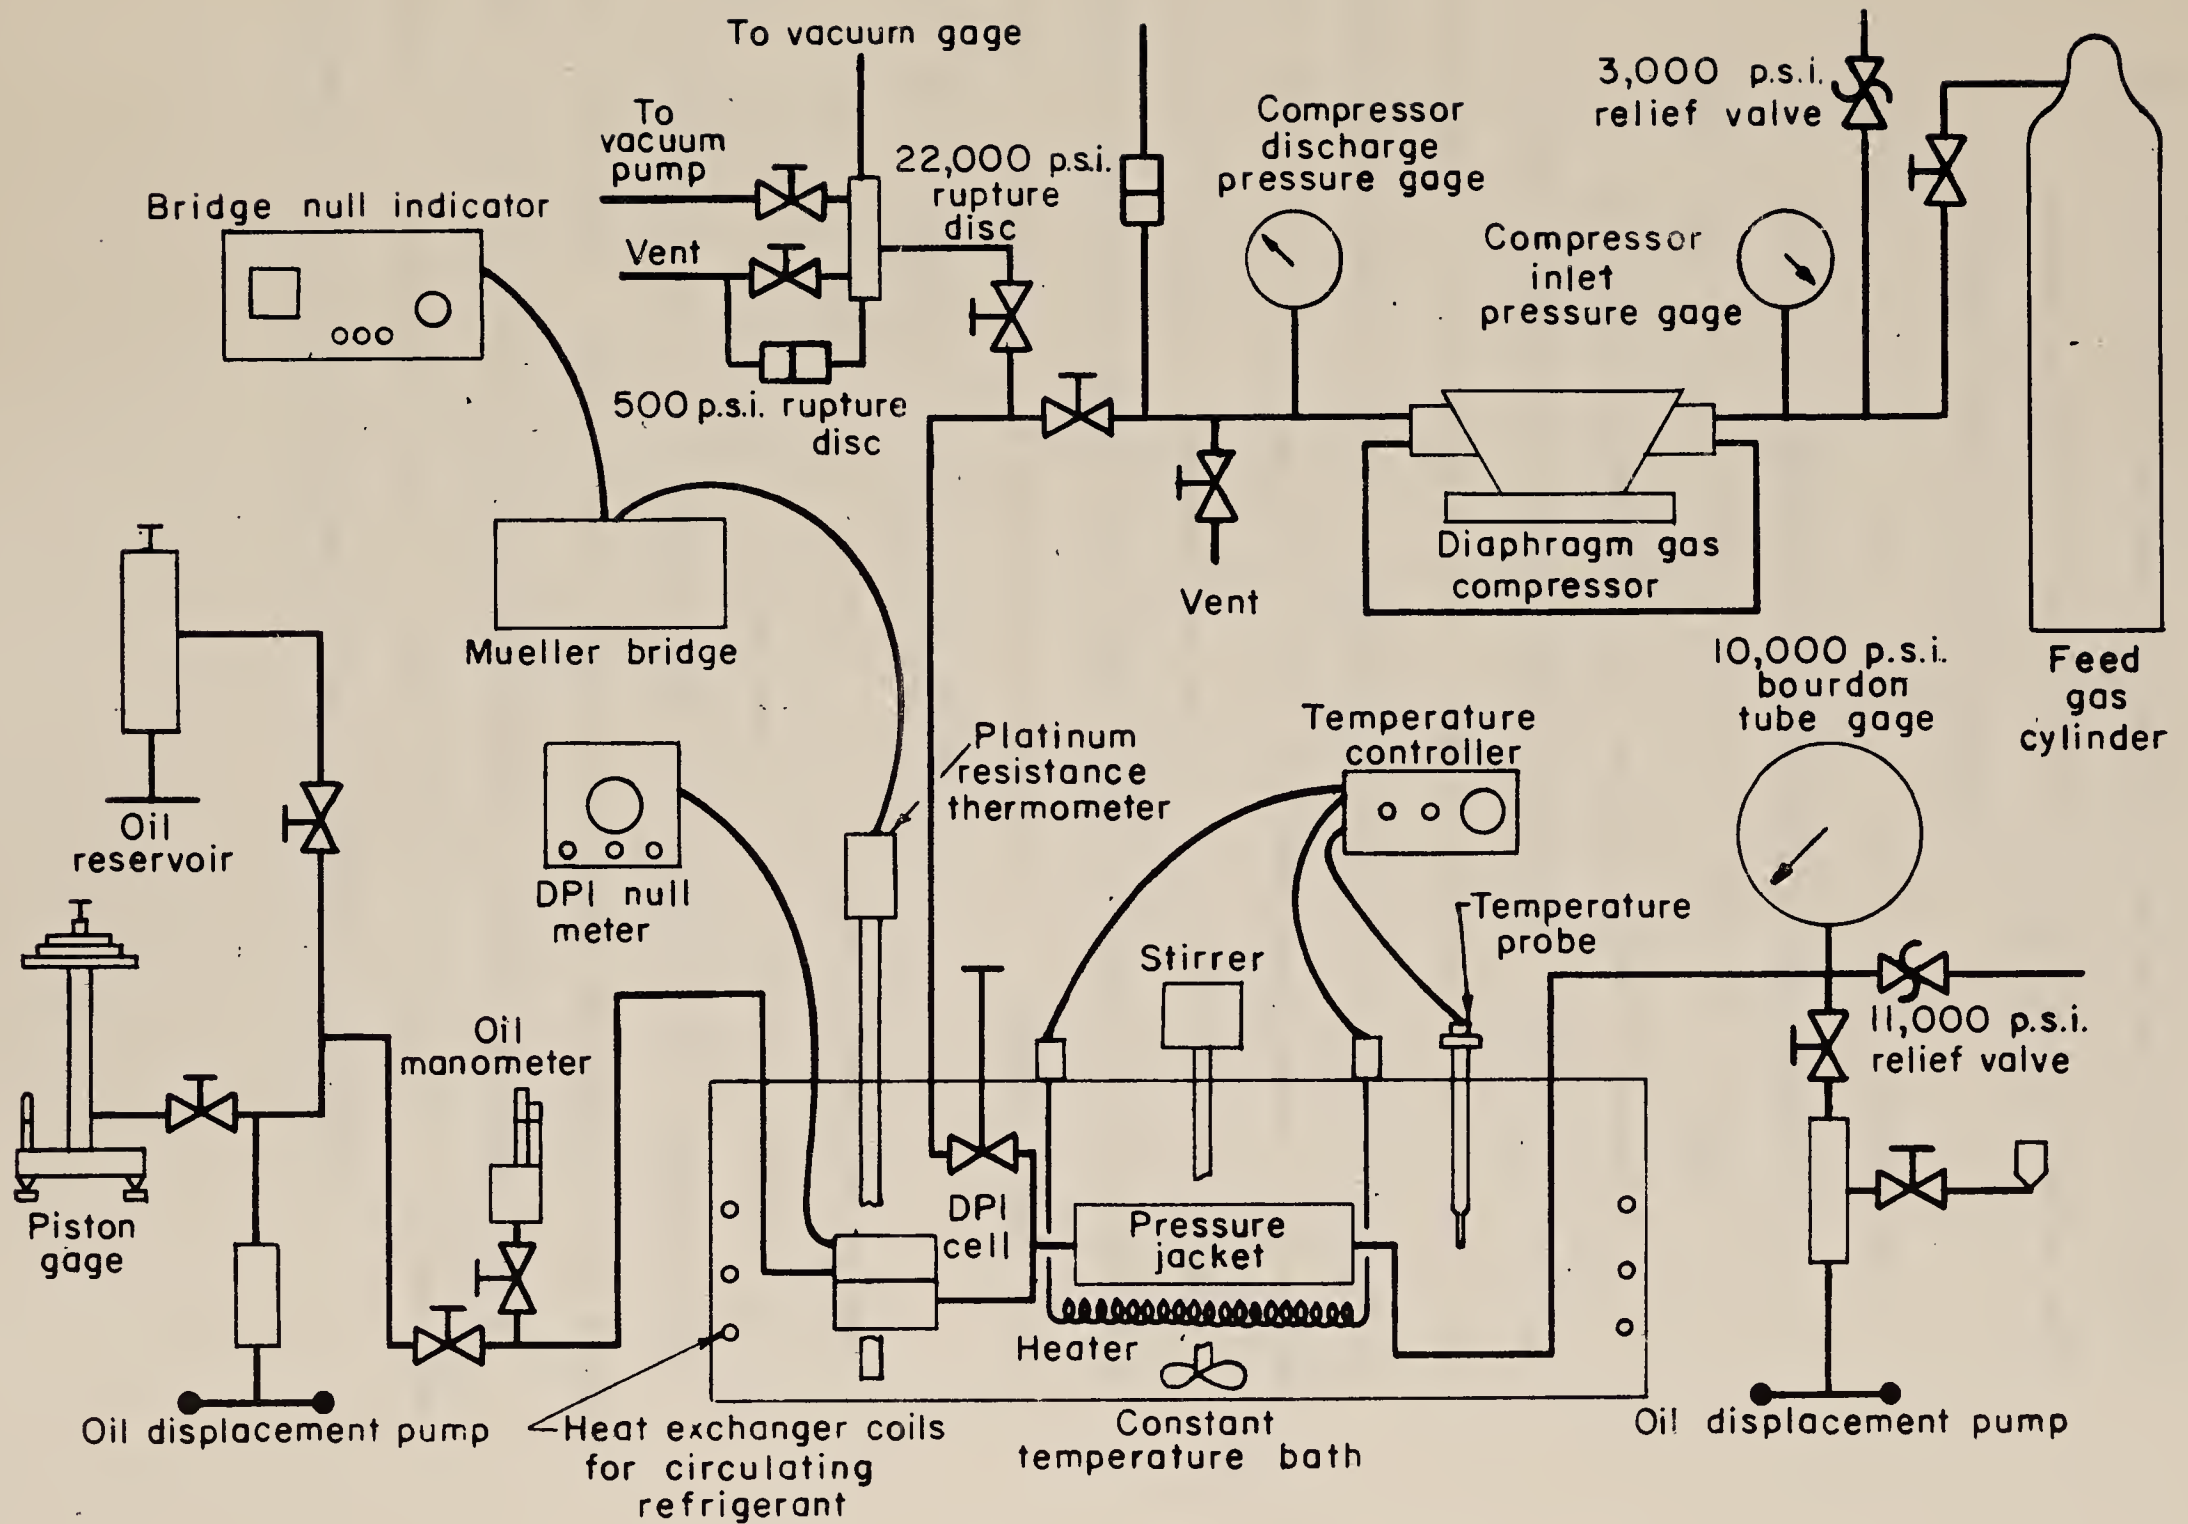 To vacuum gage
To
vacuum
pump
22,000 p.s.i.
rupture
disc
Compressor
discharge
pressure gage
3,000 p.s.i.
relief valve
Bridge null indicator
Vent
Compressor
inlet
pressure gage
500 p.s.i. rupture
disc
Diaphragm gas
compressor
Vent
Mueller bridge
10,000 p.s.i.
bourdon
tube gage
Feed
gas
cylinder
Platinum
resistance
thermometer
Temperature
controller
Oil
reservoir
DPI null
meter
Temperature
probe
Stirrer
Oil
manometer
11,000 p.s.i.
relief valve
Piston
gage
DPI
cell
Pressure
jacket
Heater
Oil displacement pump
Heat exchanger coils
for circulating
refrigerant
Constant
temperature bath
Oil displacement pump